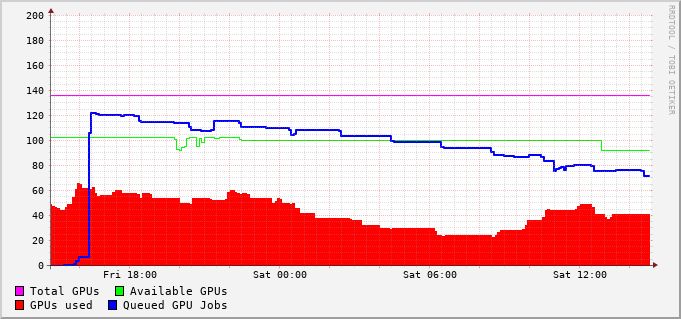 200
180
160
140
120
100
80
60
40
20
0
Fri 18:00 Sat 00:00 Sat 06:00 Sat 12:00
Total GPUs Available GPUs
GPUs used Queued GPU Jobs
RRDTOOL / TOBI OETIKER